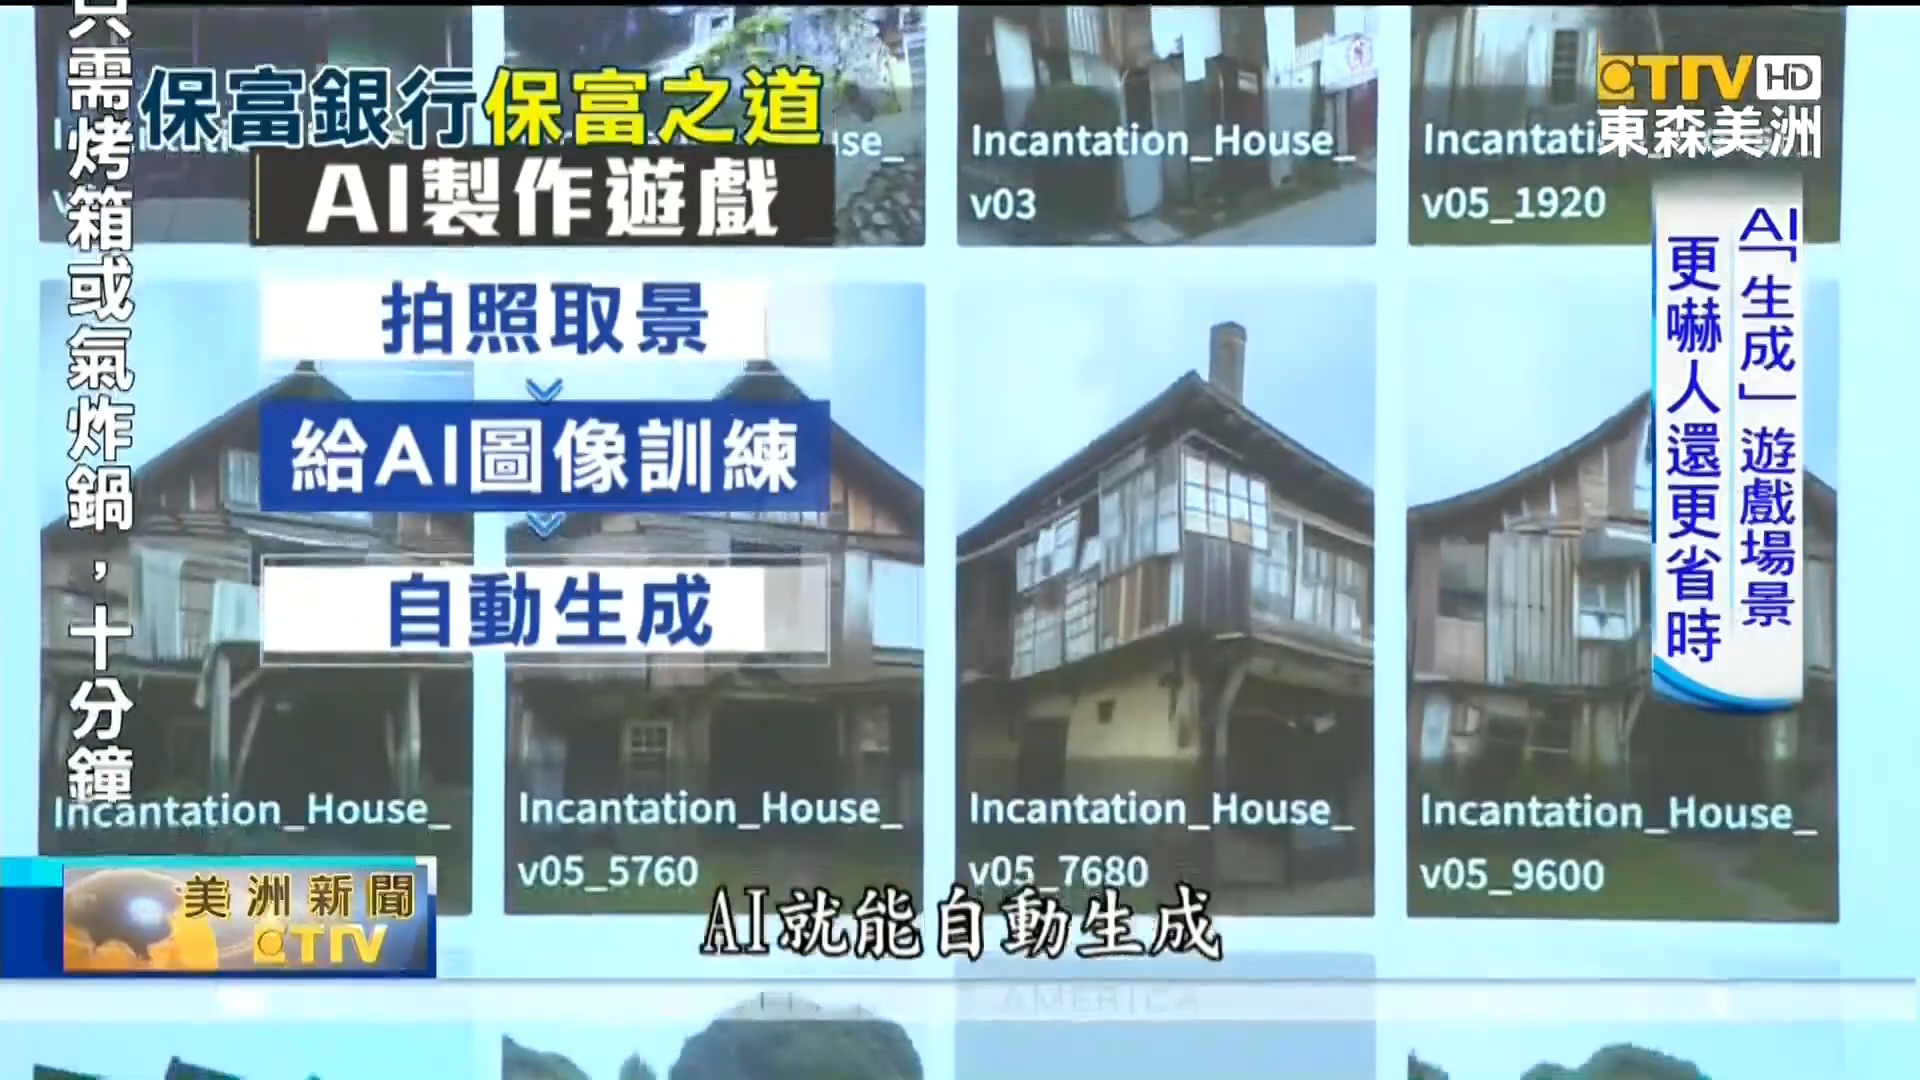 只需烤箱或氣炸鍋，十分鐘
保富銀行保富之道
AI製作遊戲
拍照取景
給AI圖像訓練
自動生成
ETTV HD
東森美洲
AI「生成」遊戲場景
更嚇人還更省時
se_
Incantation_House_
v03
Incantati
v05_1920
Incantation_House_
Incantation_House_
v05_5760
Incantation_House_
v05_7680
Incantation_House_
v05_9600
美洲新聞
ETTV
AI就能自動生成
AMERICA